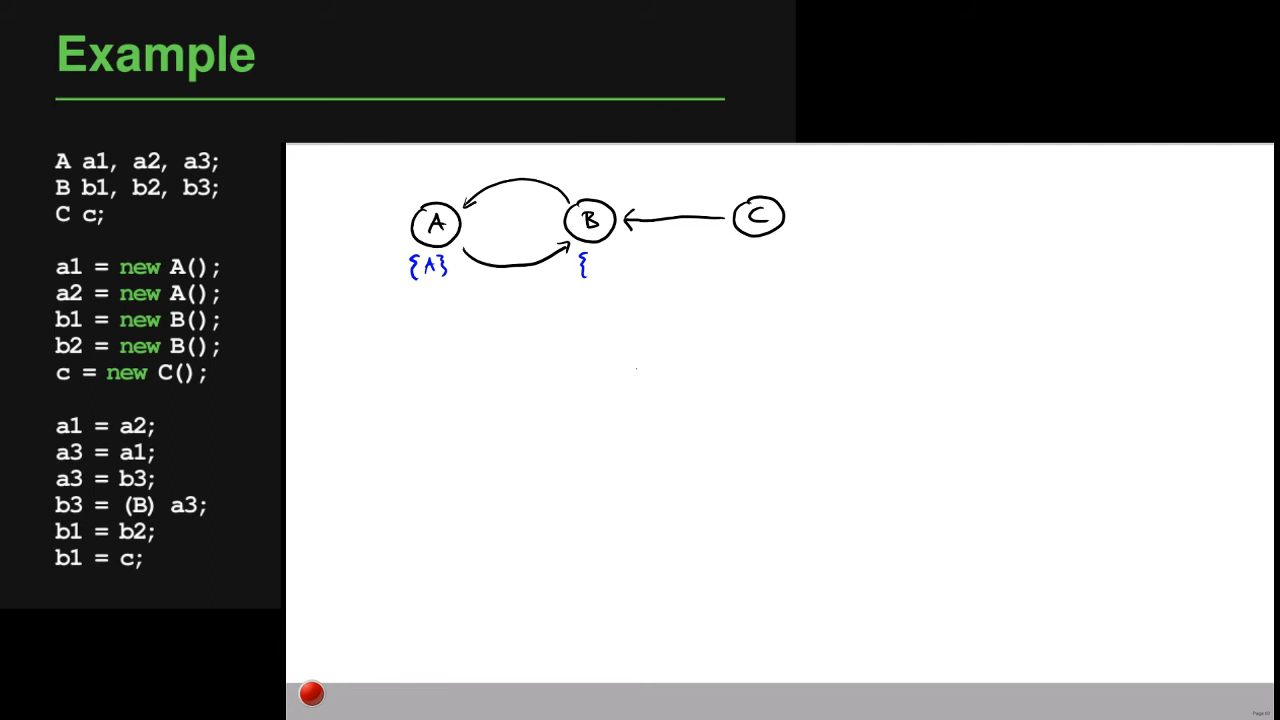 Example
A a1, a2, a3;
B b1, b2, b3;
C c;
a1 = new A();
a2 = new A();
b1 = new B();
b2 = new B();
c = new C();
a1 = a2;
a3 = a1;
a3 = b3;
b3 = (B) a3;
b1 = b2;
b1 = c;
A B C
{A} {